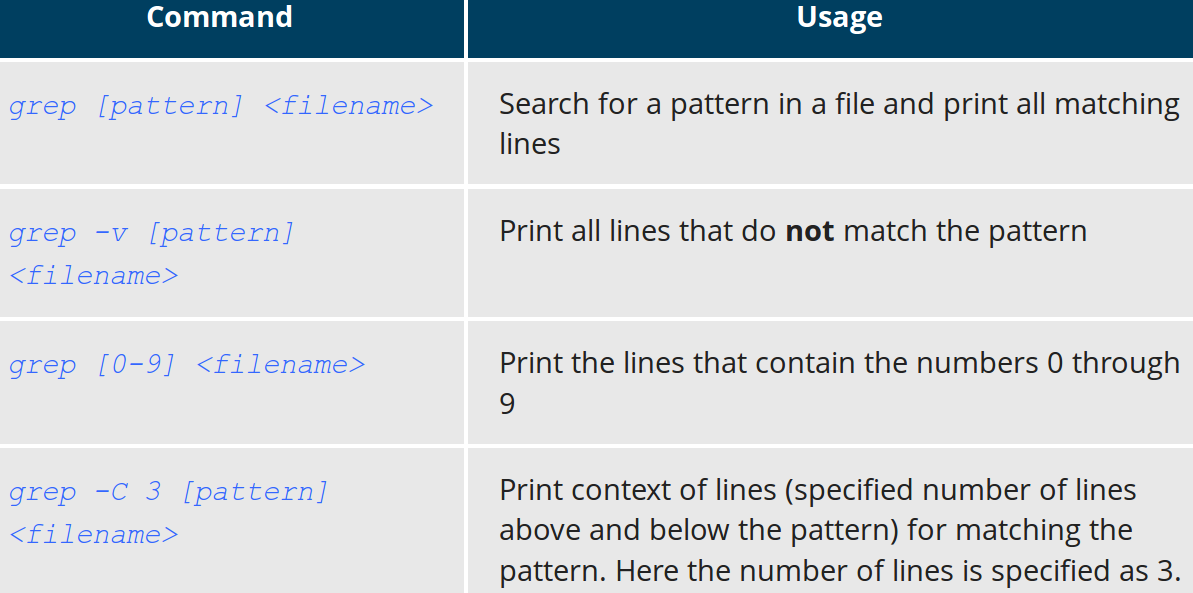 Command
Usage
grep [pattern] <filename>
Search for a pattern in a file and print all matching
lines
grep -v [pattern]
<filename>
Print all lines that do not match the pattern
grep [0-9] <filename>
Print the lines that contain the numbers 0 through
9
grep -C 3 [pattern]
<filename>
Print context of lines (specified number of lines
above and below the pattern) for matching the
pattern. Here the number of lines is specified as 3.